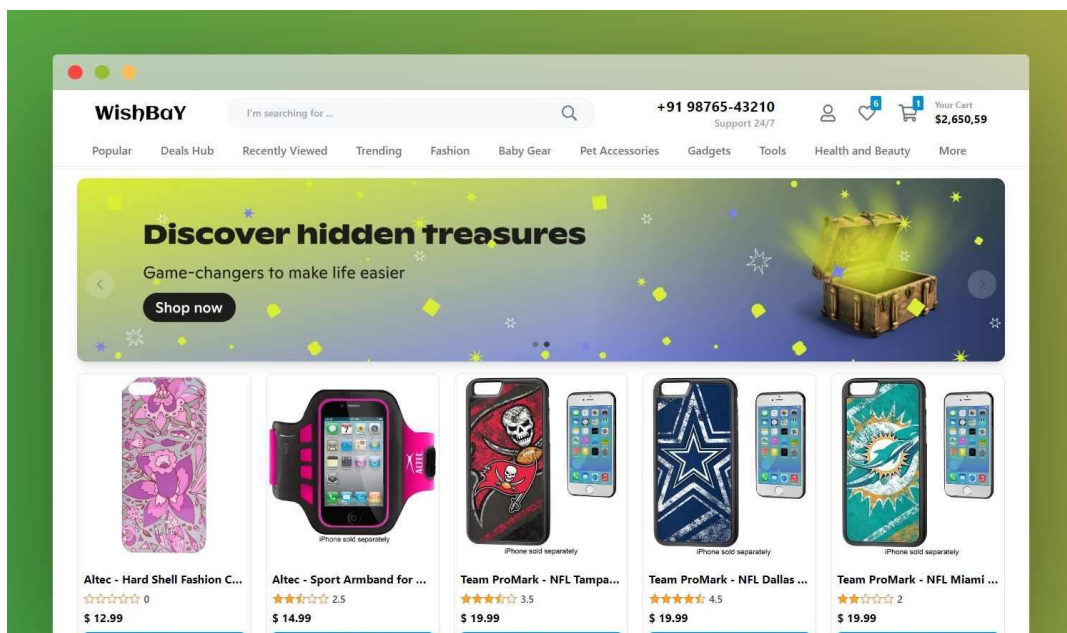 WishBaY
I'm searching for ...
+91 98765-43210
Support 24/7
6
1
Your Cart
$2,650,59
Popular Deals Hub Recently Viewed Trending Fashion Baby Gear Pet Accessories Gadgets Tools Health and Beauty More
Discover hidden treasures
Game-changers to make life easier
Shop now
ALTEC
iPhone sold separately
iPhone sold separately
iPhone sold separately
iPhone sold separately
Altec - Hard Shell Fashion C...
0
$ 12.99
Altec - Sport Armband for ...
2.5
$ 14.99
Team ProMark - NFL Tampa...
3.5
$ 19.99
Team ProMark - NFL Dallas ...
4.5
$ 19.99
Team ProMark - NFL Miami ...
2
$ 19.99